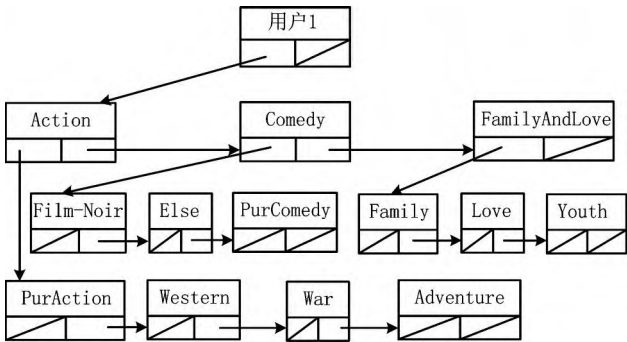 用户1
Action
Comedy
FamilyAndLove
Film-Noir
Else
PurComedy
Family
Love
Youth
PurAction
Western
War
Adventure